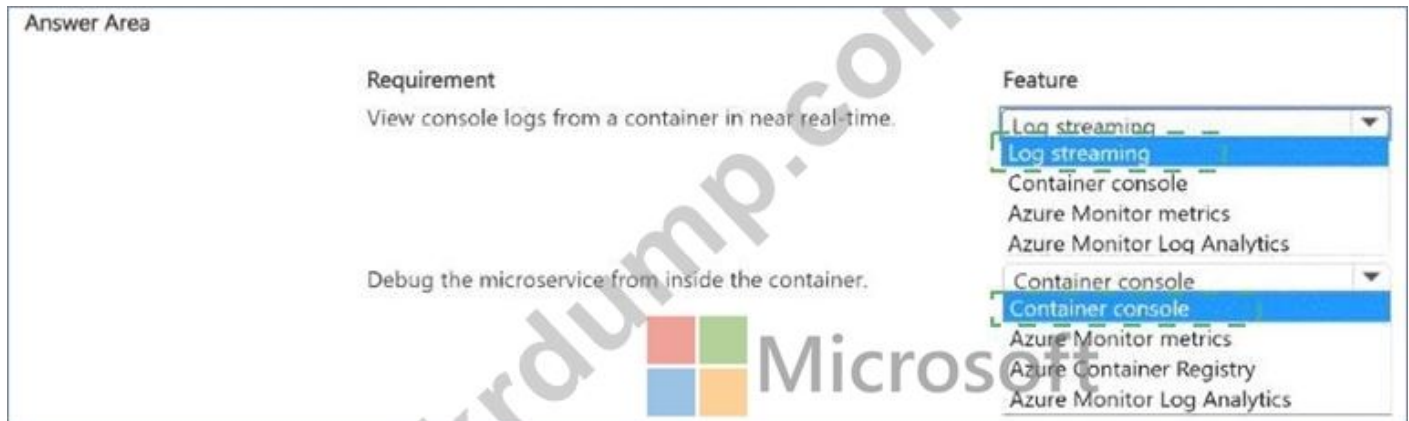 Answer Area
Requirement
Feature
View console logs from a container in near real-time.
Log streaming
Log streaming
Container console
Azure Monitor metrics
Azure Monitor Log Analytics
Debug the microservice from inside the container.
Container console
Container console
Azure Monitor metrics
Azure Container Registry
Azure Monitor Log Analytics
Microsoft
krdump.com